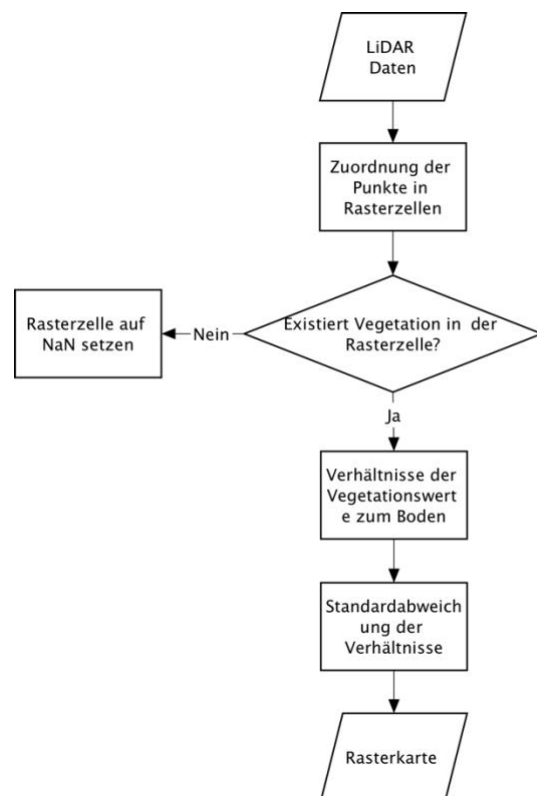 LiDAR
Daten
Zuordnung der
Punkte in
Rasterzellen
Existiert Vegetation in der
Rasterzelle?
Nein
Rasterzelle auf
NaN setzen
Ja
Verhältnisse der
Vegetationswert
e zum Boden
Standardabweich
ung der
Verhältnisse
Rasterkarte